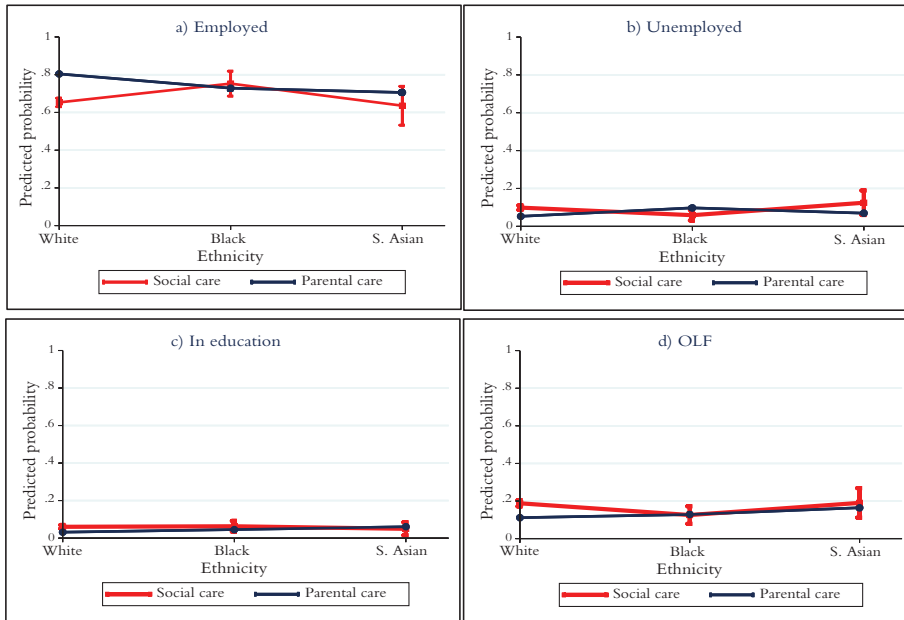 a) Employed
Predicted probability
1
.8
.6
.4
.2
0
White Black S. Asian
Ethnicity
Social care Parental care
b) Unemployed
Predicted probability
1
.8
.6
.4
.2
0
White Black S. Asian
Ethnicity
Social care Parental care
c) In education
Predicted probability
1
.8
.6
.4
.2
0
White Black S. Asian
Ethnicity
Social care Parental care
d) OLF
Predicted probability
1
.8
.6
.4
.2
0
White Black S. Asian
Ethnicity
Social care Parental care